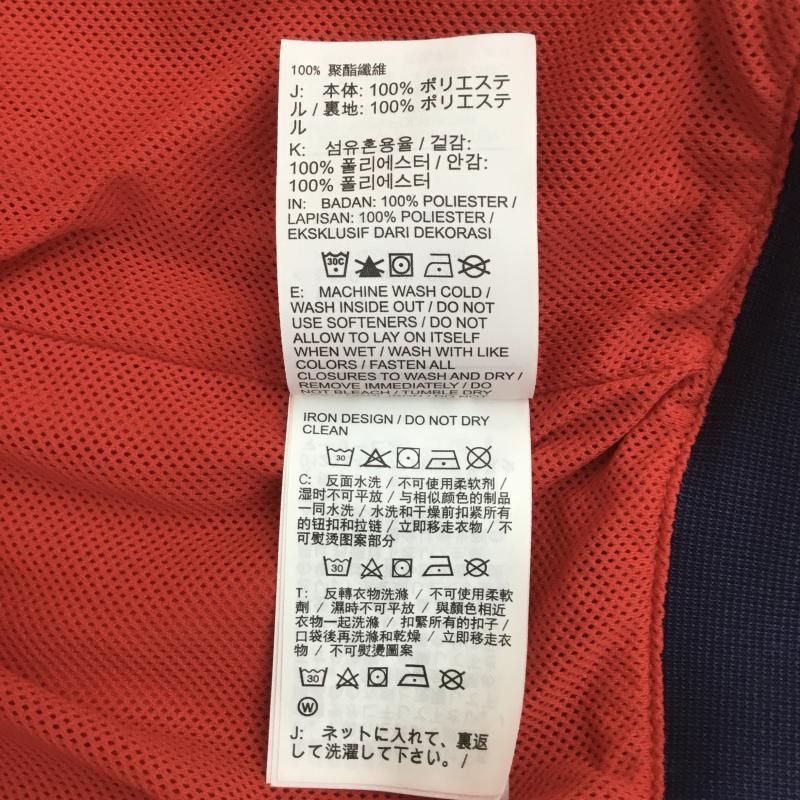 100% 聚酯纖維
J: 本体: 100% ポリエステ
ル / 裏地: 100% ポリエステ
ル
K: 섬유혼용율 / 겉감:
100% 폴리에스터 / 안감:
100% 폴리에스터
IN: BADAN: 100% POLIESTER /
LAPISAN: 100% POLIESTER /
EKSKLUSIF DARI DEKORASI
30C
E: MACHINE WASH COLD /
WASH INSIDE OUT / DO NOT
USE SOFTENERS / DO NOT
ALLOW TO LAY ON ITSELF
WHEN WET / WASH WITH LIKE
COLORS / FASTEN ALL
CLOSURES TO WASH AND DRY /
REMOVE IMMEDIATELY / DO
NOT BLEACH / TUMBLE DRY
IRON DESIGN / DO NOT DRY
CLEAN
30
C: 反面水洗 / 不可使用柔软剂 /
湿时不可平放 / 与相似颜色的制品
一同水洗 / 水洗和干燥前扣紧所有
的钮扣和拉链 / 立即移走衣物 / 不
可熨烫图案部分
30
T: 反轉衣物洗滌 / 不可使用柔軟
劑 / 濕時不可平放 / 與顏色相近
衣物一起洗滌 / 扣緊所有的扣子 /
口袋後再洗滌和乾燥 / 立即移走衣
物 / 不可熨燙圖案
30
W
J: ネットに入れて、裏返
して洗濯して下さい。 /